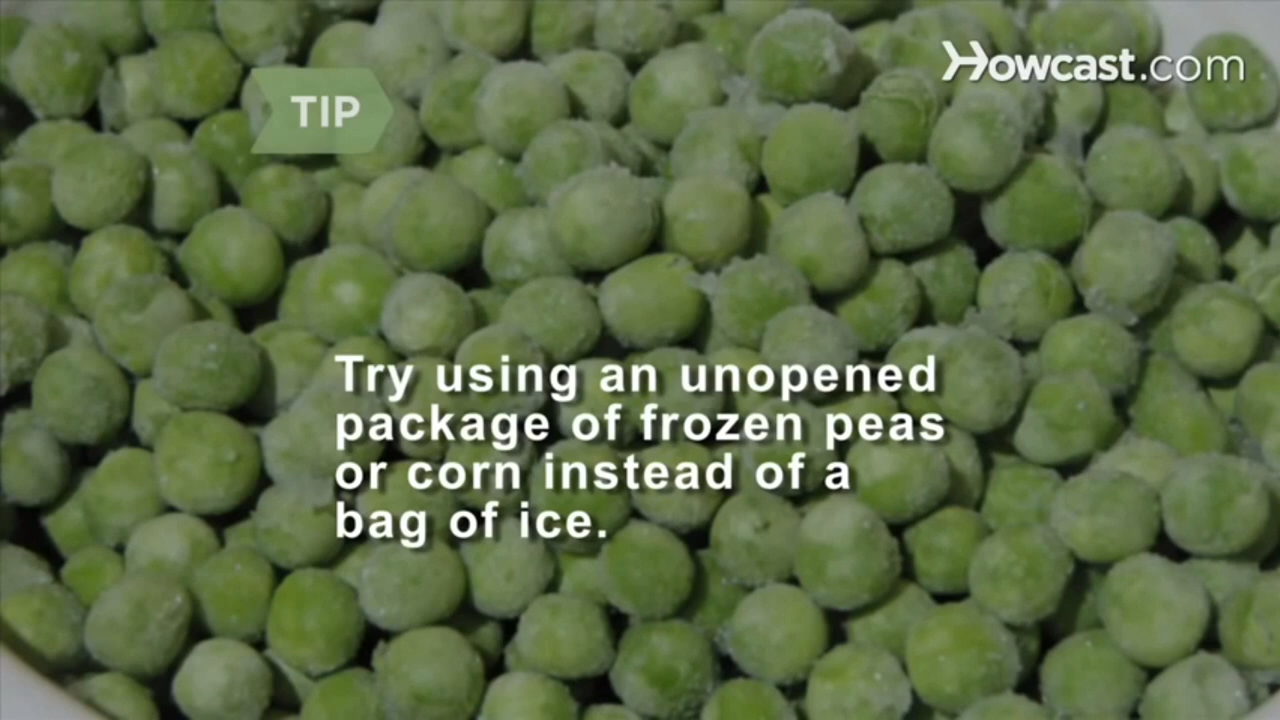 Howcast.com
TIP
Try using an unopened
package of frozen peas
or corn instead of a
bag of ice.